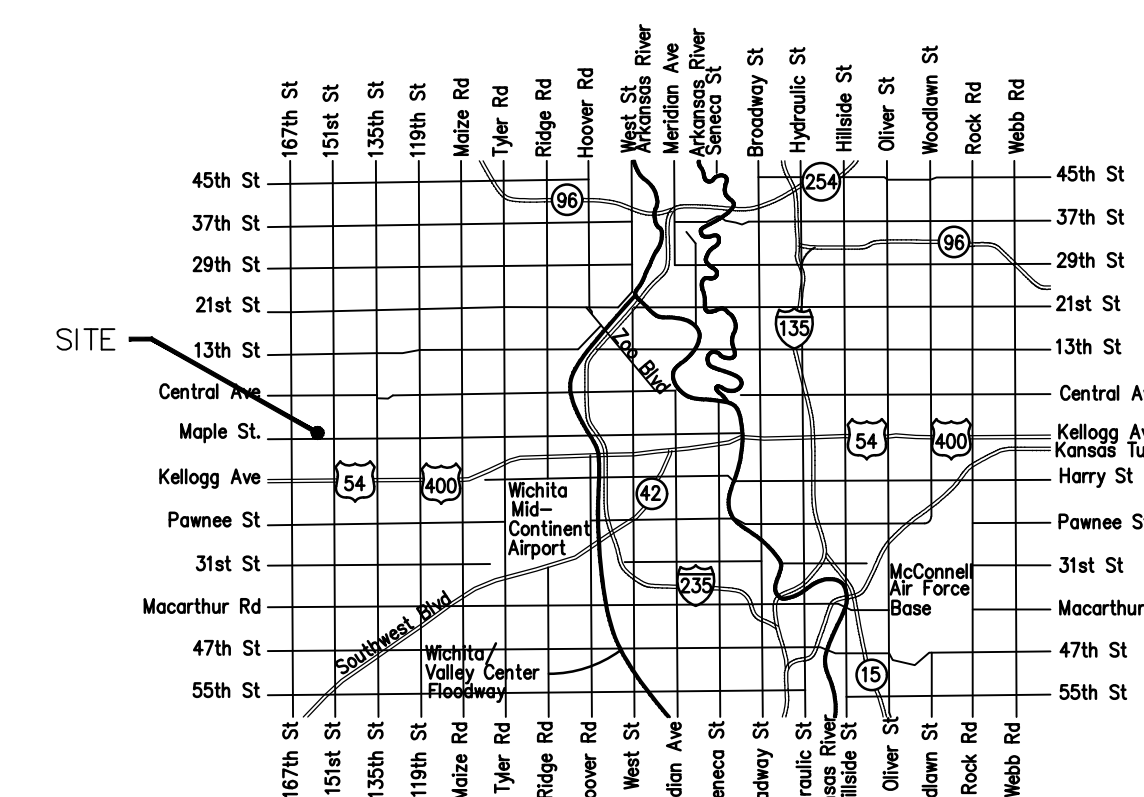 167th St
151st St
135th St
119th St
Maize Rd
Tyler Rd
Ridge Rd
Hoover Rd
West St
Arkansas River
Meridian Ave
Arkansas River
Seneca St
Broadway St
Hydraulic St
Hillside St
Oliver St
Woodlawn St
Rock Rd
Webb Rd
45th St
254
45th St
96
37th St
37th St
96
29th St
29th St
21st St
21st St
135
SITE
13th St
13th St
Zoo Blvd
Central Ave
Central A
Maple St.
54
400
Kellogg Av
Kansas Tu
Kellogg Ave
54
400
Harry St
42
Wichita
Mid-
Continent
Airport
Pawnee St
Pawnee S
31st St
31st St
235
McConnell
Air Force
Base
Macarthur Rd
Macarthur
Southwest Blvd
47th St
47th St
Wichita/
Valley Center
Floodway
15
55th St
55th St
167th St
151st St
135th St
119th St
Maize Rd
Tyler Rd
Ridge Rd
oover Rd
West St
dian Ave
eneca St
adway St
raulic St
sas River
illside St
Oliver St
dlawn St
Rock Rd
Webb Rd